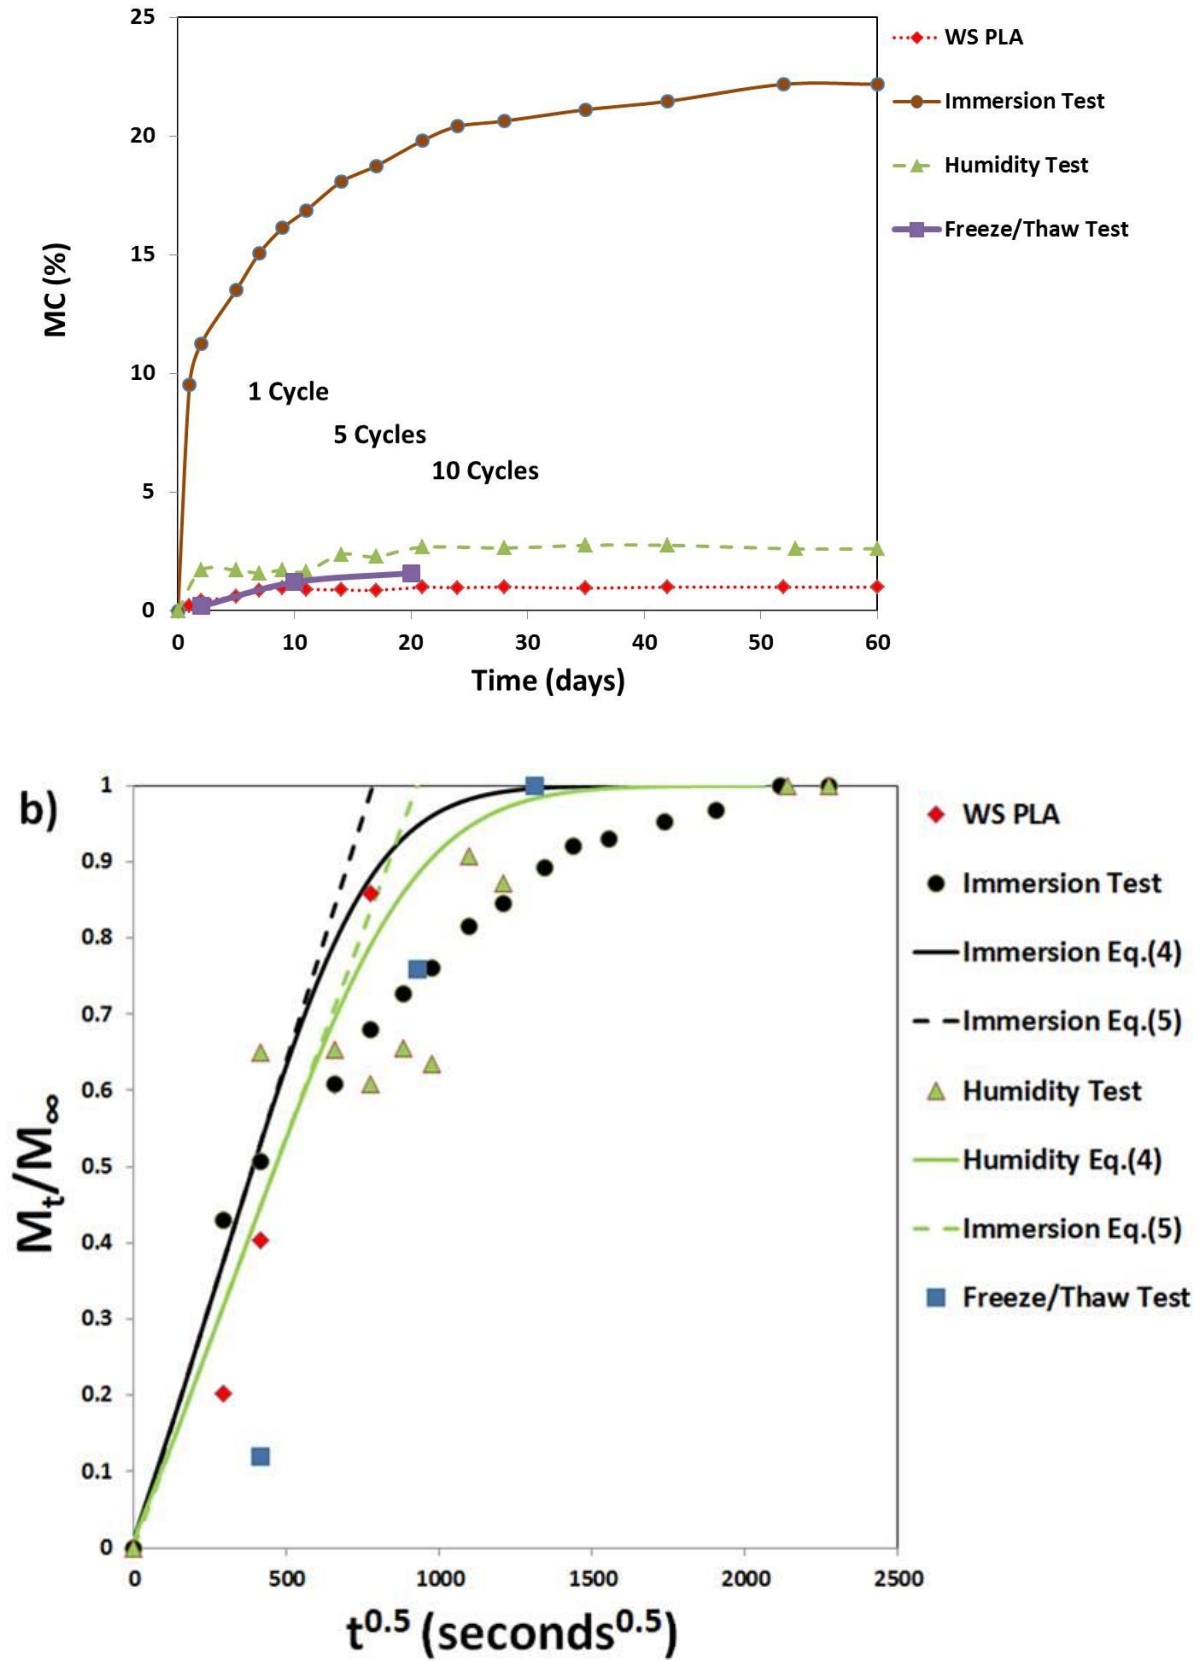 25
20
15
10
5
0
MC (%)
1 Cycle
5 Cycles
10 Cycles
0 10 20 30 40 50 60
Time (days)
WS PLA
Immersion Test
Humidity Test
Freeze/Thaw Test
b)
1
0.9
0.8
0.7
0.6
0.5
0.4
0.3
0.2
0.1
0
Mt/M∞
0 500 1000 1500 2000 2500
t^0.5 (seconds^0.5)
WS PLA
Immersion Test
Immersion Eq.(4)
Immersion Eq.(5)
Humidity Test
Humidity Eq.(4)
Immersion Eq.(5)
Freeze/Thaw Test